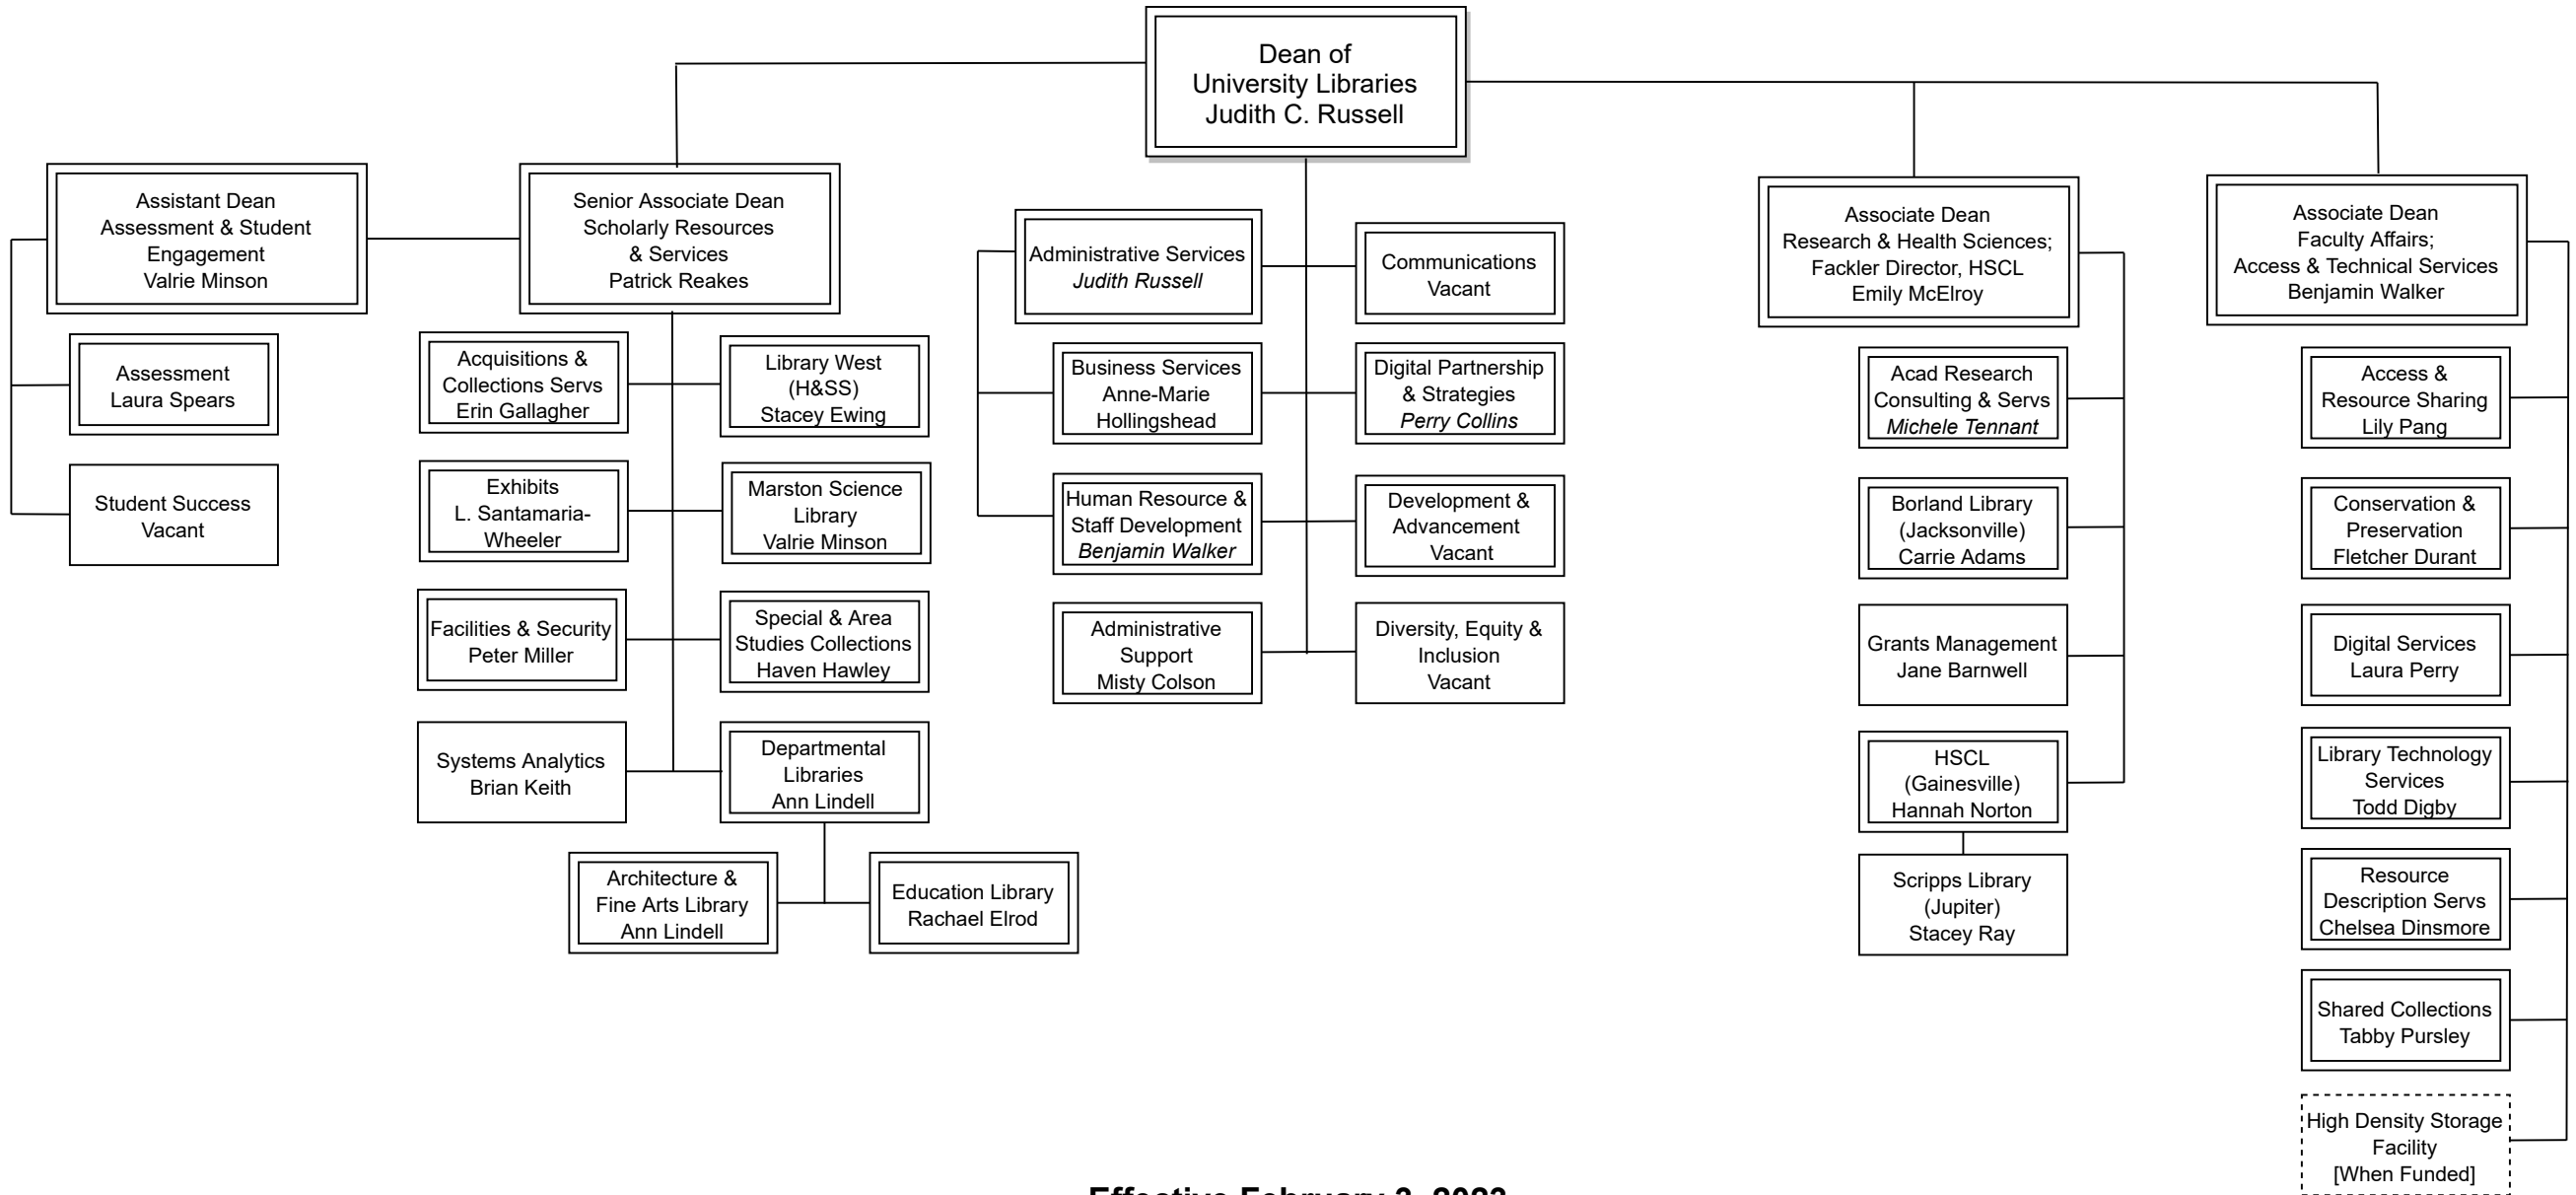 Dean of
University Libraries
Judith C. Russell
Assistant Dean
Assessment & Student
Engagement
Valrie Minson
Senior Associate Dean
Scholarly Resources
& Services
Patrick Reakes
Administrative Services
Judith Russell
Communications
Vacant
Associate Dean
Research & Health Sciences;
Fackler Director, HSCL
Emily McElroy
Associate Dean
Faculty Affairs;
Access & Technical Services
Benjamin Walker
Assessment
Laura Spears
Student Success
Vacant
Acquisitions &
Collections Servs
Erin Gallagher
Library West
(H&SS)
Stacey Ewing
Exhibits
L. Santamaria-
Wheeler
Marston Science
Library
Valrie Minson
Facilities & Security
Peter Miller
Special & Area
Studies Collections
Haven Hawley
Systems Analytics
Brian Keith
Departmental
Libraries
Ann Lindell
Architecture &
Fine Arts Library
Ann Lindell
Education Library
Rachael Elrod
Business Services
Anne-Marie
Hollingshead
Digital Partnership
& Strategies
Perry Collins
Human Resource &
Staff Development
Benjamin Walker
Development &
Advancement
Vacant
Administrative
Support
Misty Colson
Diversity, Equity &
Inclusion
Vacant
Acad Research
Consulting & Servs
Michele Tennant
Borland Library
(Jacksonville)
Carrie Adams
Grants Management
Jane Barnwell
HSCL
(Gainesville)
Hannah Norton
Scripps Library
(Jupiter)
Stacey Ray
Access &
Resource Sharing
Lily Pang
Conservation &
Preservation
Fletcher Durant
Digital Services
Laura Perry
Library Technology
Services
Todd Digby
Resource
Description Servs
Chelsea Dinsmore
Shared Collections
Tabby Pursley
High Density Storage
Facility
[When Funded]
Effective February 3, 2023